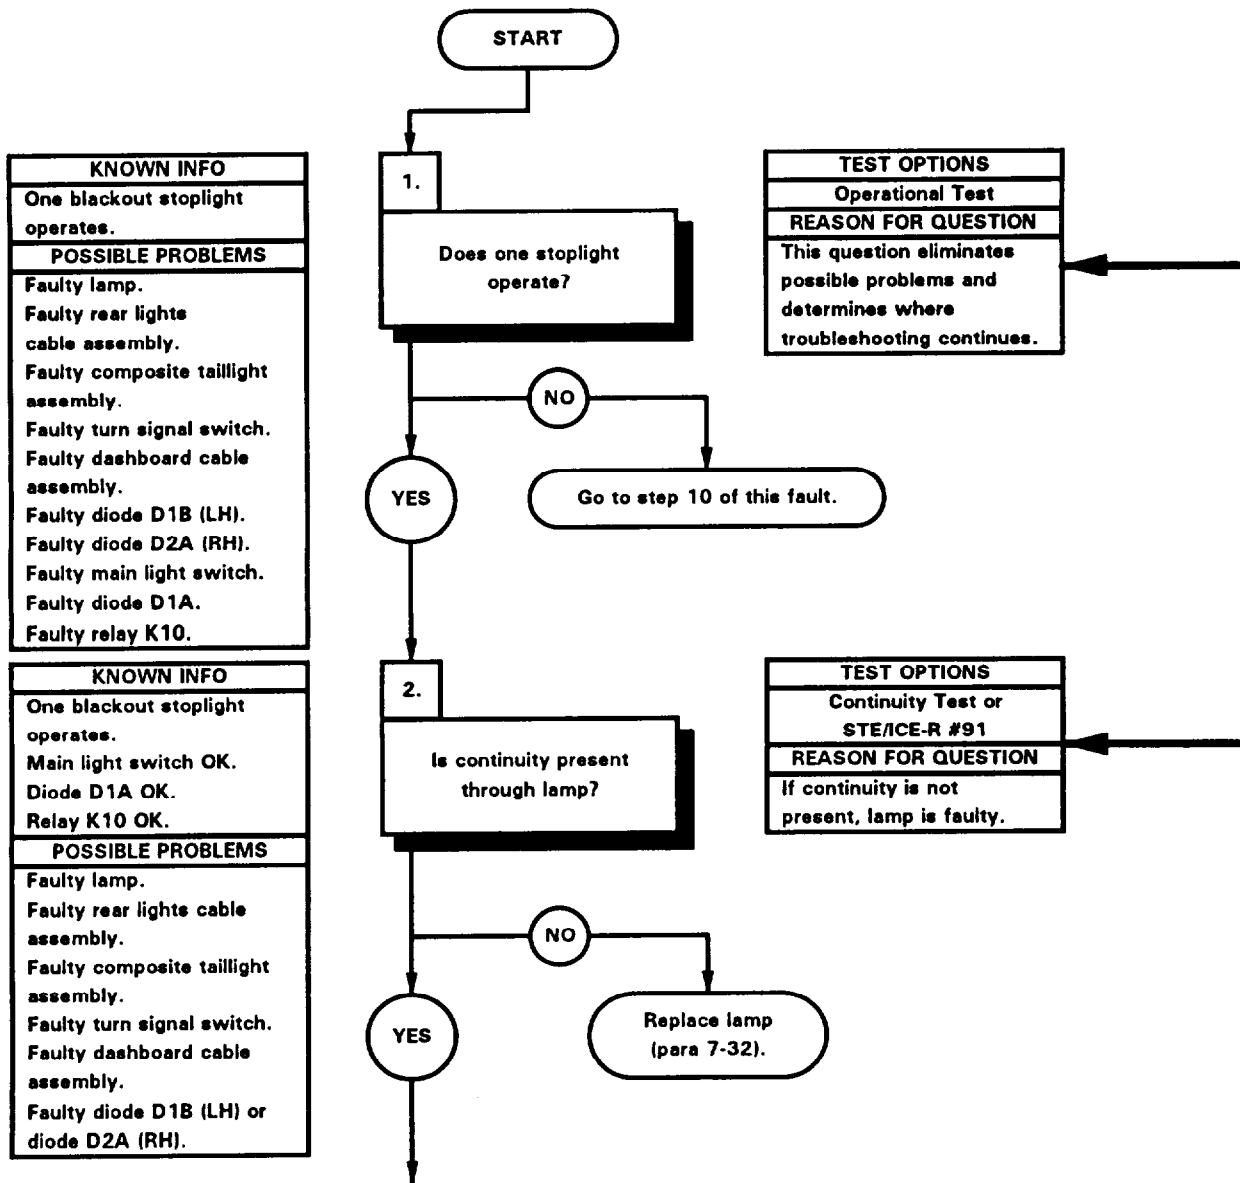 START
KNOWN INFO
One blackout stoplight
operates.
POSSIBLE PROBLEMS
Faulty lamp.
Faulty rear lights
cable assembly.
Faulty composite taillight
assembly.
Faulty turn signal switch.
Faulty dashboard cable
assembly.
Faulty diode D1B (LH).
Faulty diode D2A (RH).
Faulty main light switch.
Faulty diode D1A.
Faulty relay K10.
1.
Does one stoplight
operate?
TEST OPTIONS
Operational Test
REASON FOR QUESTION
This question eliminates
possible problems and
determines where
troubleshooting continues.
NO
YES
Go to step 10 of this fault.
KNOWN INFO
One blackout stoplight
operates.
Main light switch OK.
Diode D1A OK.
Relay K10 OK.
POSSIBLE PROBLEMS
Faulty lamp.
Faulty rear lights cable
assembly.
Faulty composite taillight
assembly.
Faulty turn signal switch.
Faulty dashboard cable
assembly.
Faulty diode D1B (LH) or
diode D2A (RH).
2.
Is continuity present
through lamp?
TEST OPTIONS
Continuity Test or
STE/ICE-R #91
REASON FOR QUESTION
If continuity is not
present, lamp is faulty.
NO
YES
Replace lamp
(para 7-32).